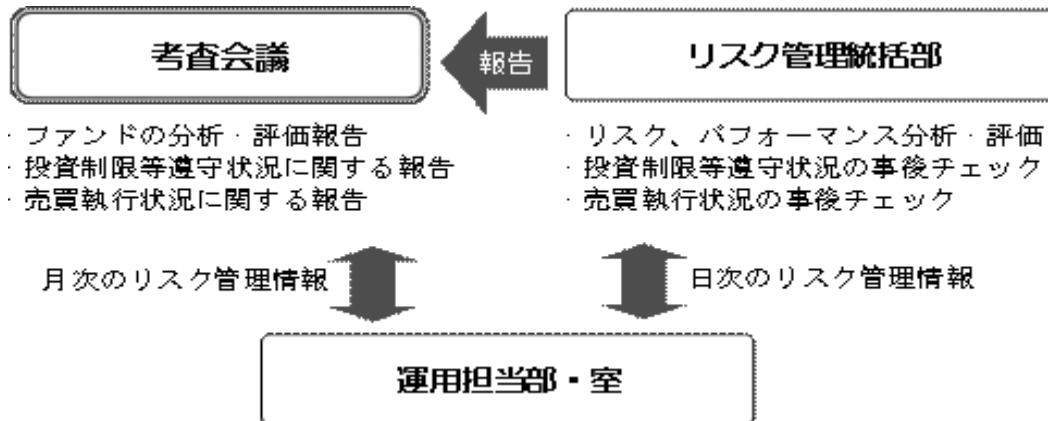 考査会議
報告
リスク管理統括部
・ファンドの分析・評価報告
・投資制限等遵守状況に関する報告
・売買執行状況に関する報告
・リスク、パフォーマンス分析・評価
・投資制限等遵守状況の事後チェック
・売買執行状況の事後チェック
月次のリスク管理情報
日次のリスク管理情報
運用担当部・室